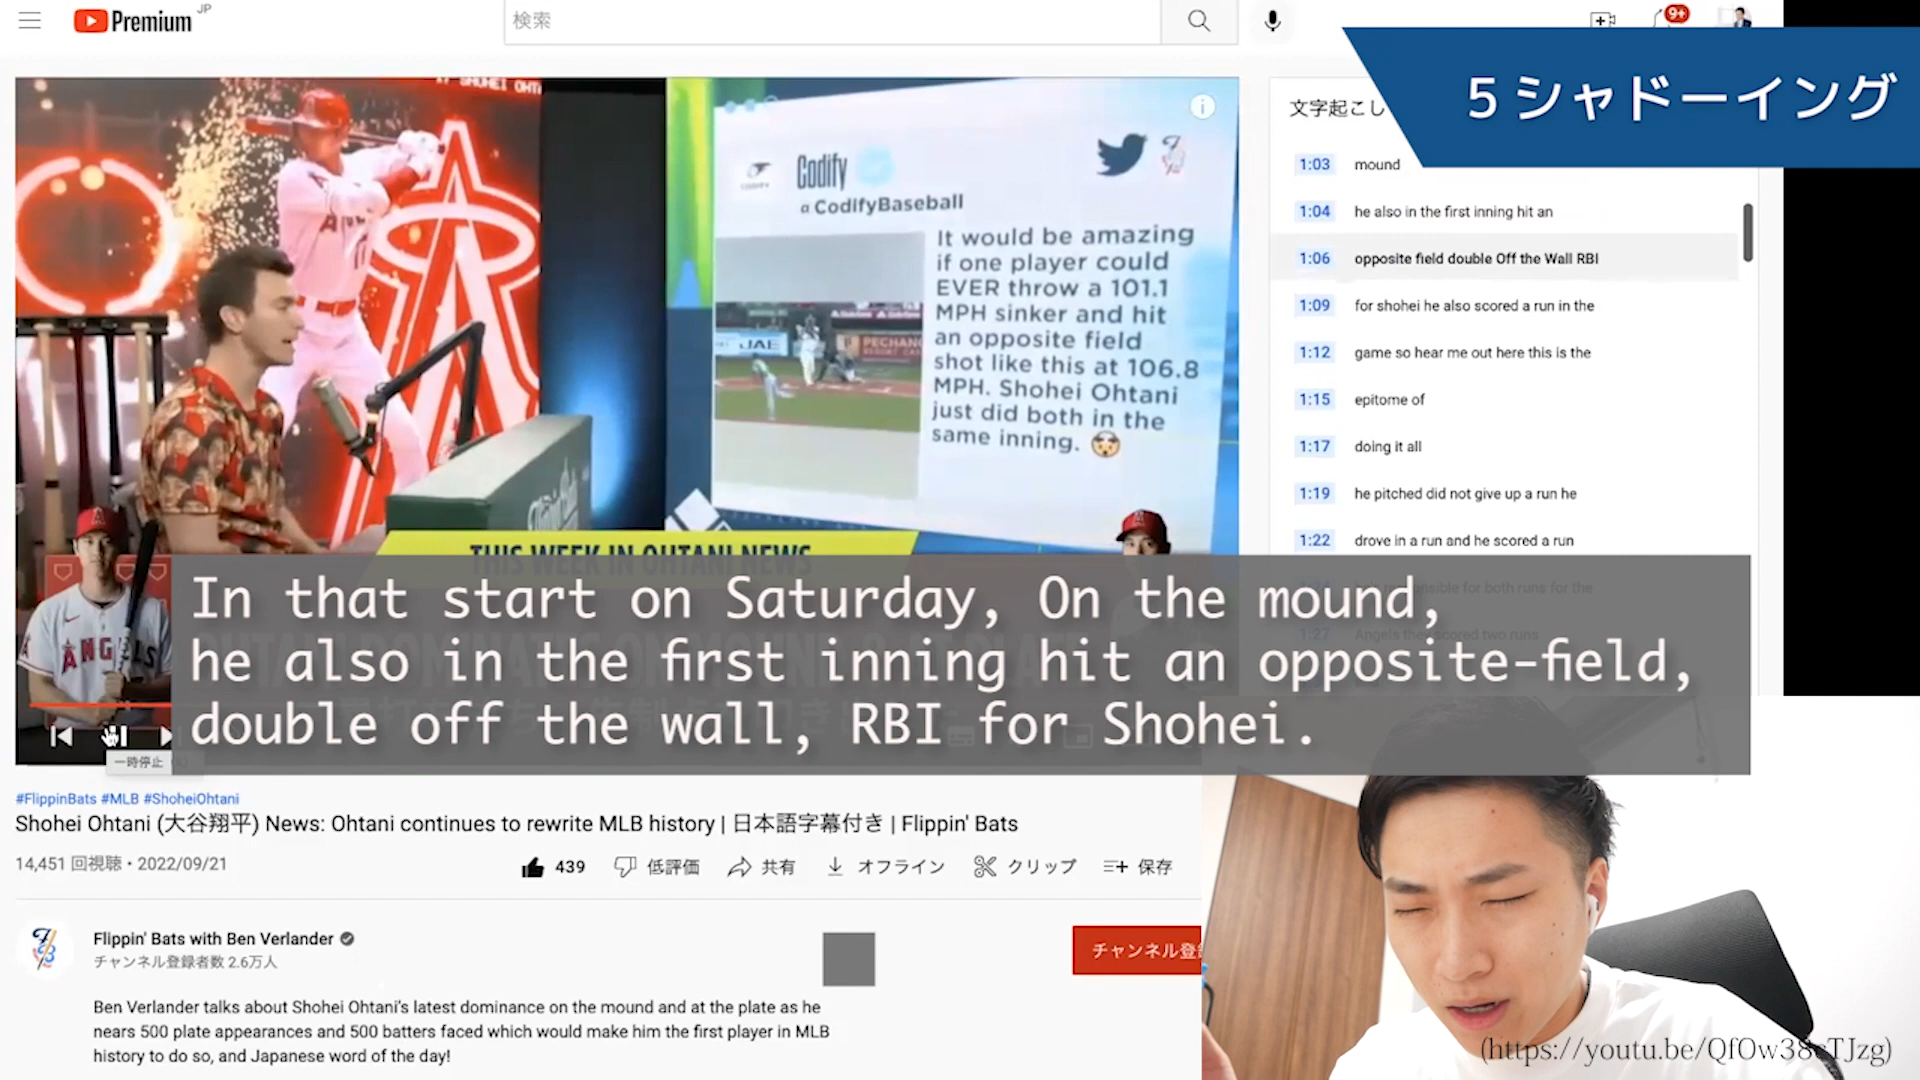 Premium JP
検索
9+
5シャドーイング
文字起こし
1:03 mound
1:04 he also in the first inning hit an
1:06 opposite field double Off the Wall RBI
1:09 for shohei he also scored a run in the
1:12 game so hear me out here this is the
1:15 epitome of
1:17 doing it all
1:19 he pitched did not give up a run he
1:22 drove in a run and he scored a run
1:27 Angels they scored two runs
Codify
@CodifyBaseball
It would be amazing
if one player could
EVER throw a 101.1
MPH sinker and hit
an opposite field
shot like this at 106.8
MPH. Shohei Ohtani
just did both in the
same inning.
THIS WEEK IN OHTANI NEWS
In that start on Saturday, On the mound,
he also in the first inning hit an opposite-field,
double off the wall, RBI for Shohei.
一時停止
#FlippinBats #MLB #ShoheiOhtani
Shohei Ohtani (大谷翔平) News: Ohtani continues to rewrite MLB history | 日本語字幕付き | Flippin' Bats
14,451 回視聴・2022/09/21
439 低評価 共有 オフライン クリップ 保存
Flippin' Bats with Ben Verlander
チャンネル登録者数 2.6万人
チャンネル登
Ben Verlander talks about Shohei Ohtani's latest dominance on the mound and at the plate as he
nears 500 plate appearances and 500 batters faced which would make him the first player in MLB
history to do so, and Japanese word of the day!